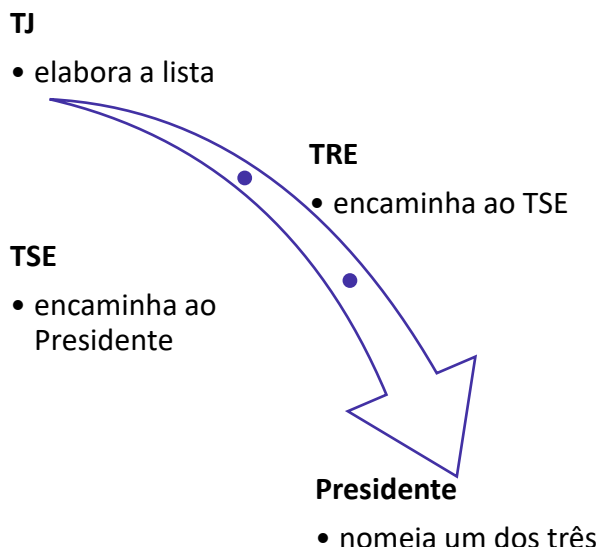 TJ
• elabora a lista
TRE
• encaminha ao TSE
TSE
• encaminha ao
Presidente
Presidente
• nomeia um dos três